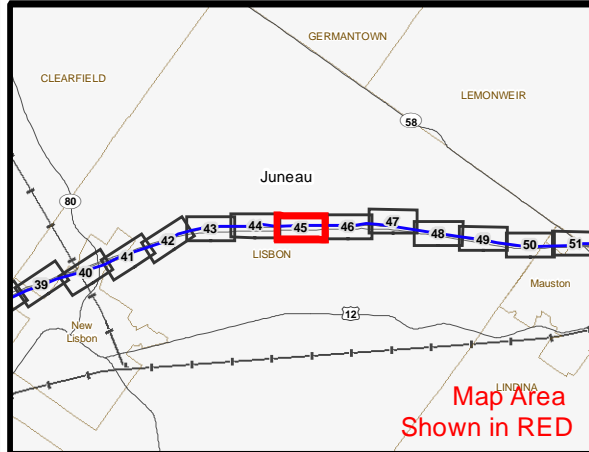 GERMANTOWN
CLEARFIELD
LEMONWEIR
58
Juneau
80
47
43
44
45
46
42
48
49
50
51
41
LISBON
40
39
Mauston
12
New
Lisbon
LINDINA
Map Area
Shown in RED